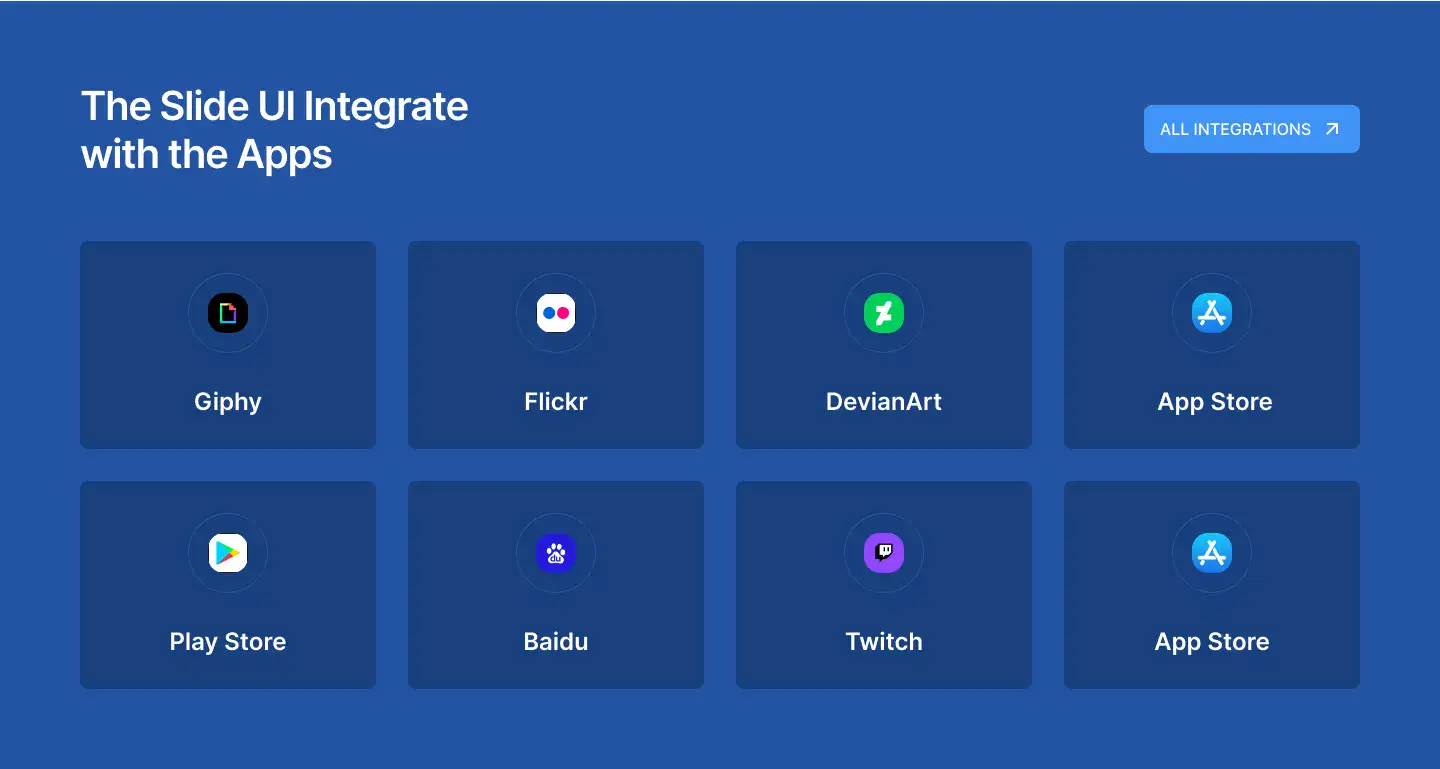 The Slide UI Integrate
with the Apps
ALL INTEGRATIONS
Giphy
Flickr
DevianArt
App Store
Play Store
du
Baidu
Twitch
App Store